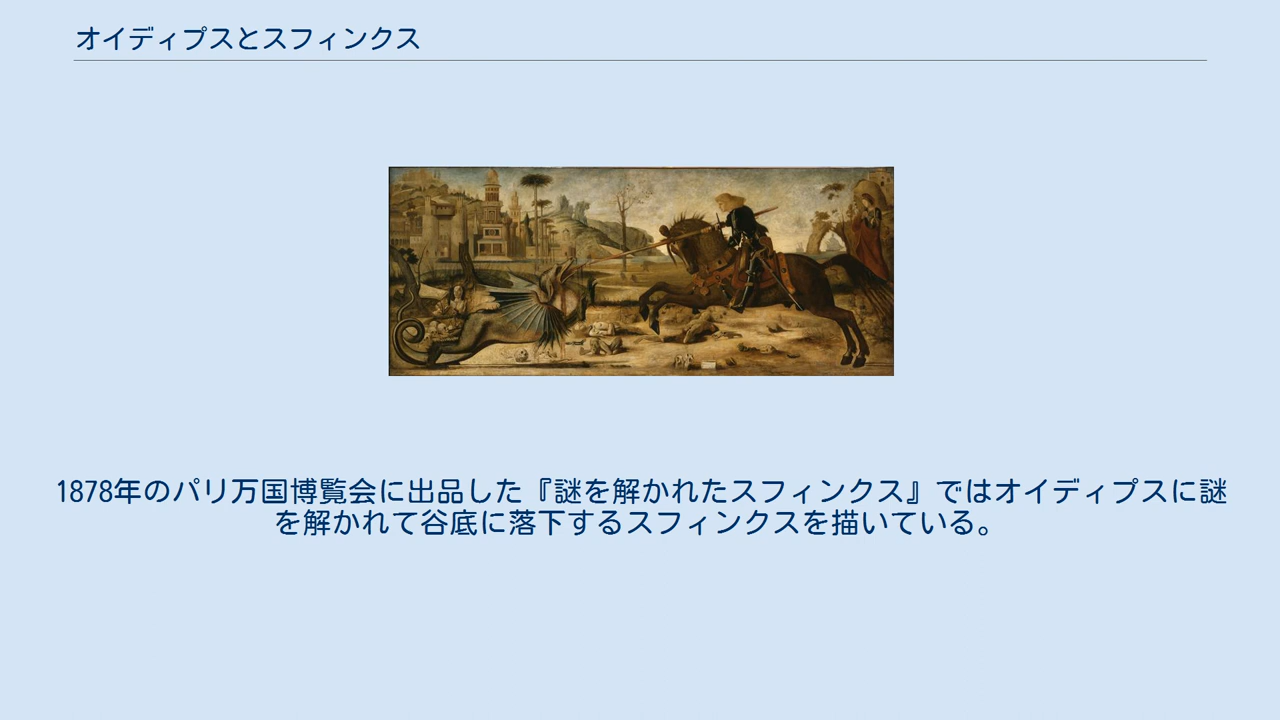 オイディプスとスフィンクス
1878年のパリ万国博覧会に出品した『謎を解かれたスフィンクス』ではオイディプスに謎
を解かれて谷底に落下するスフィンクスを描いている。